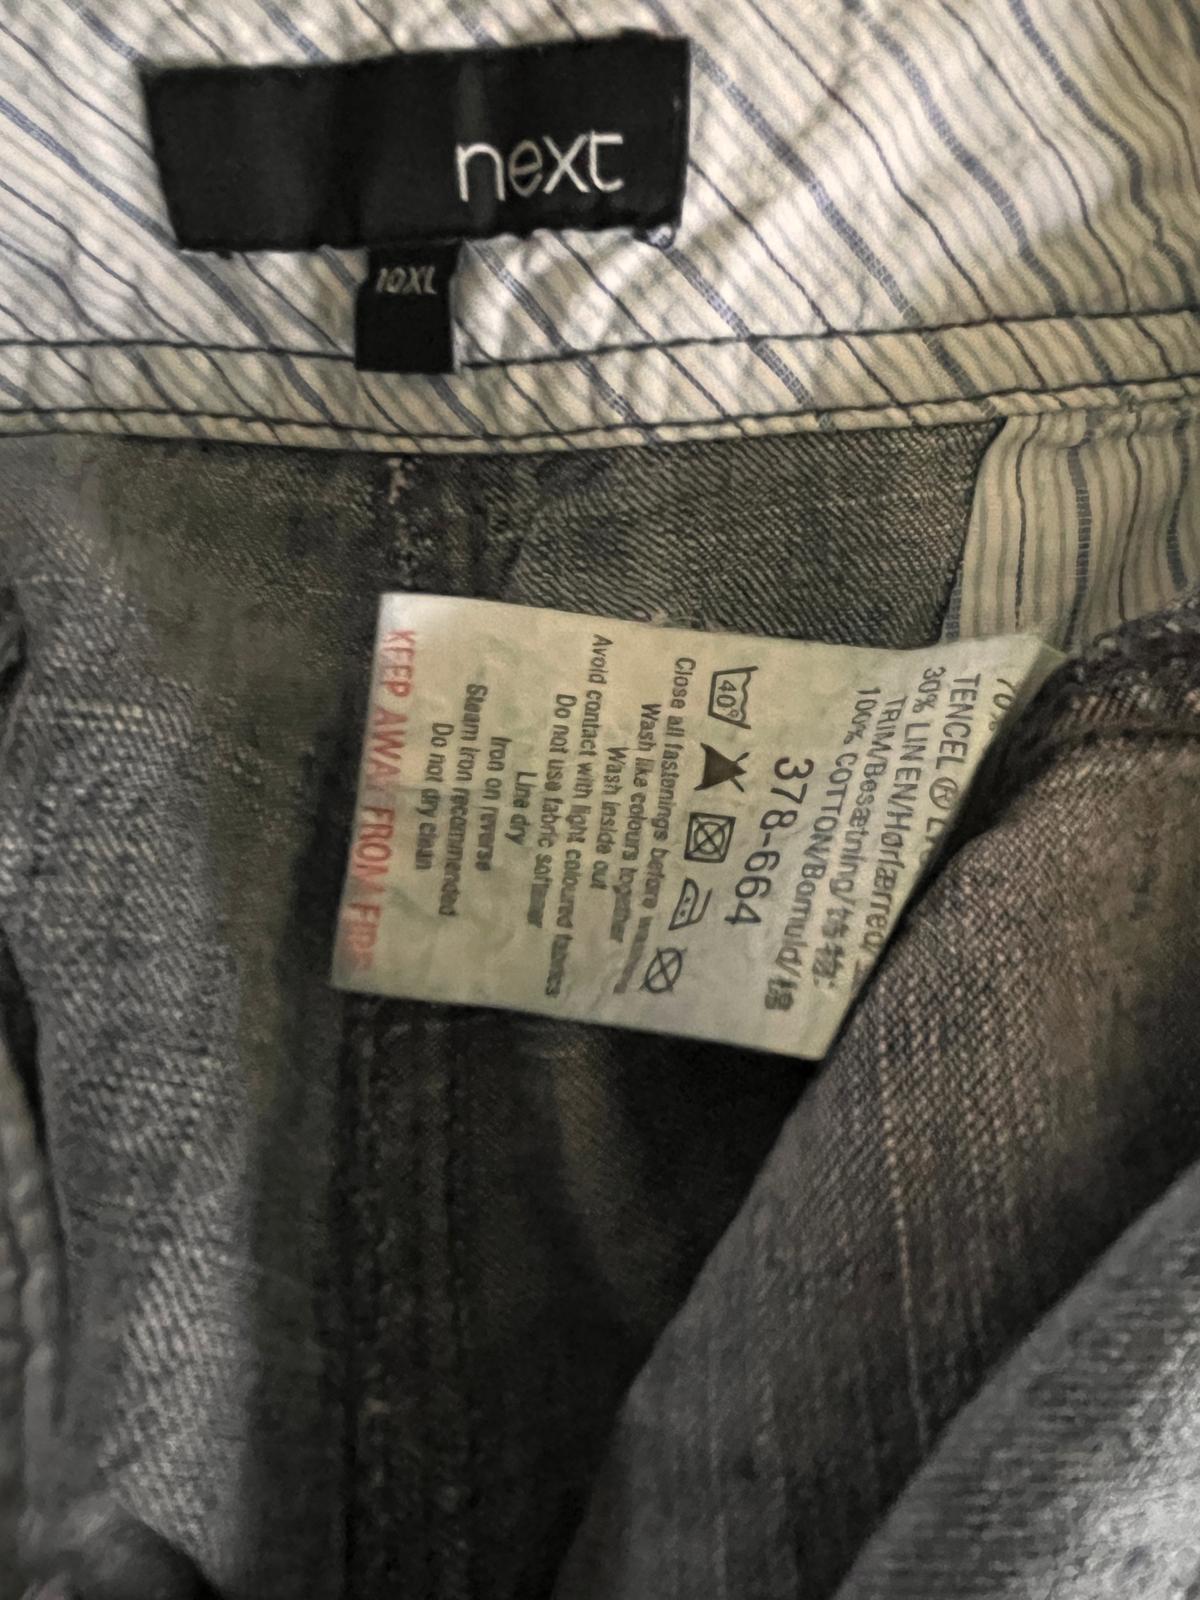 next
10XL
TENCEL ®
30% LINEN/Hørlærred
TRIM/Besætning/
100% COTTON/Bomuld/棉
378-664
40°
Close all fastenings before washing
Wash like colours together
Wash inside out
Avoid contact with light coloured fabrics
Do not use fabric softener
Line dry
Iron on reverse
Steam iron recommended
Do not dry clean
KEEP AWAY FROM FIRE